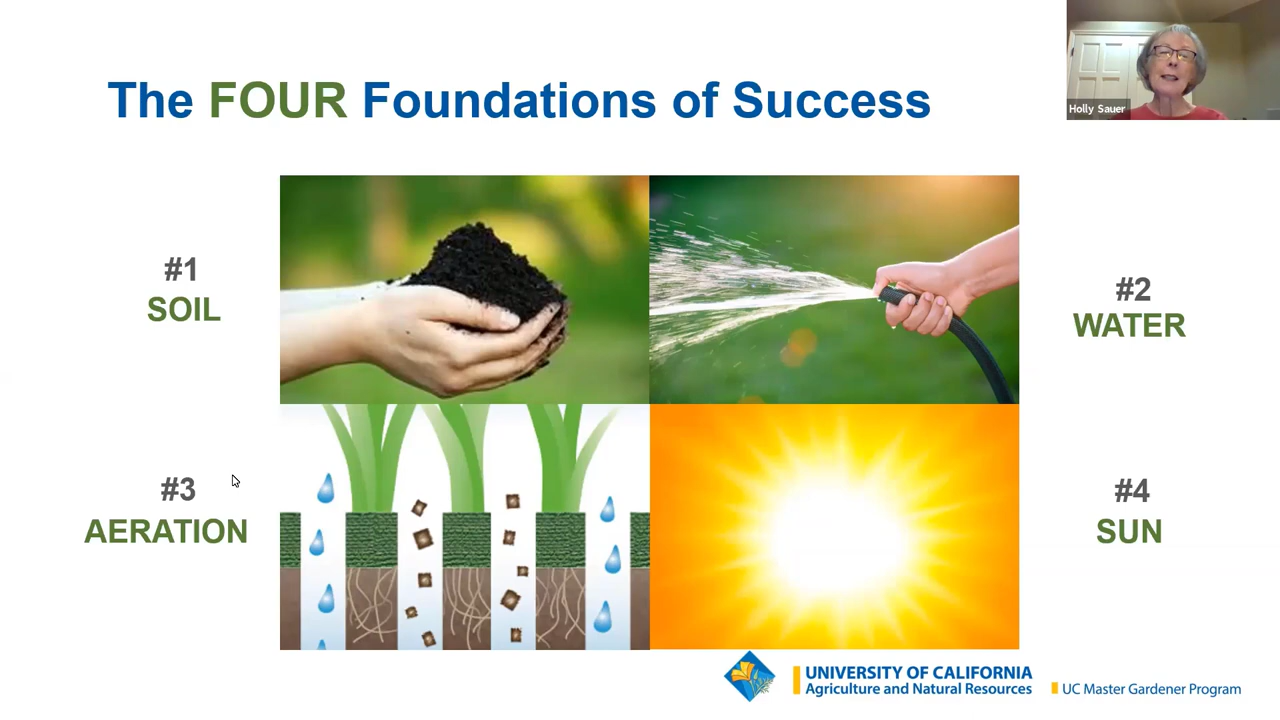 The FOUR Foundations of Success
Holly Sauer
#1
SOIL
#2
WATER
#3
AERATION
#4
SUN
UNIVERSITY OF CALIFORNIA
Agriculture and Natural Resources
UC Master Gardener Program